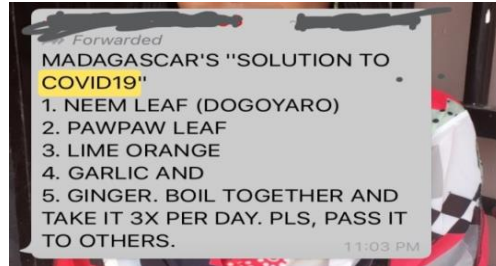 Forwarded
MADAGASCAR'S "SOLUTION TO
COVID19"
1. NEEM LEAF (DOGOYARO)
2. PAWPAW LEAF
3. LIME ORANGE
4. GARLIC AND
5. GINGER. BOIL TOGETHER AND
TAKE IT 3X PER DAY. PLS, PASS IT
TO OTHERS.
11:03 PM